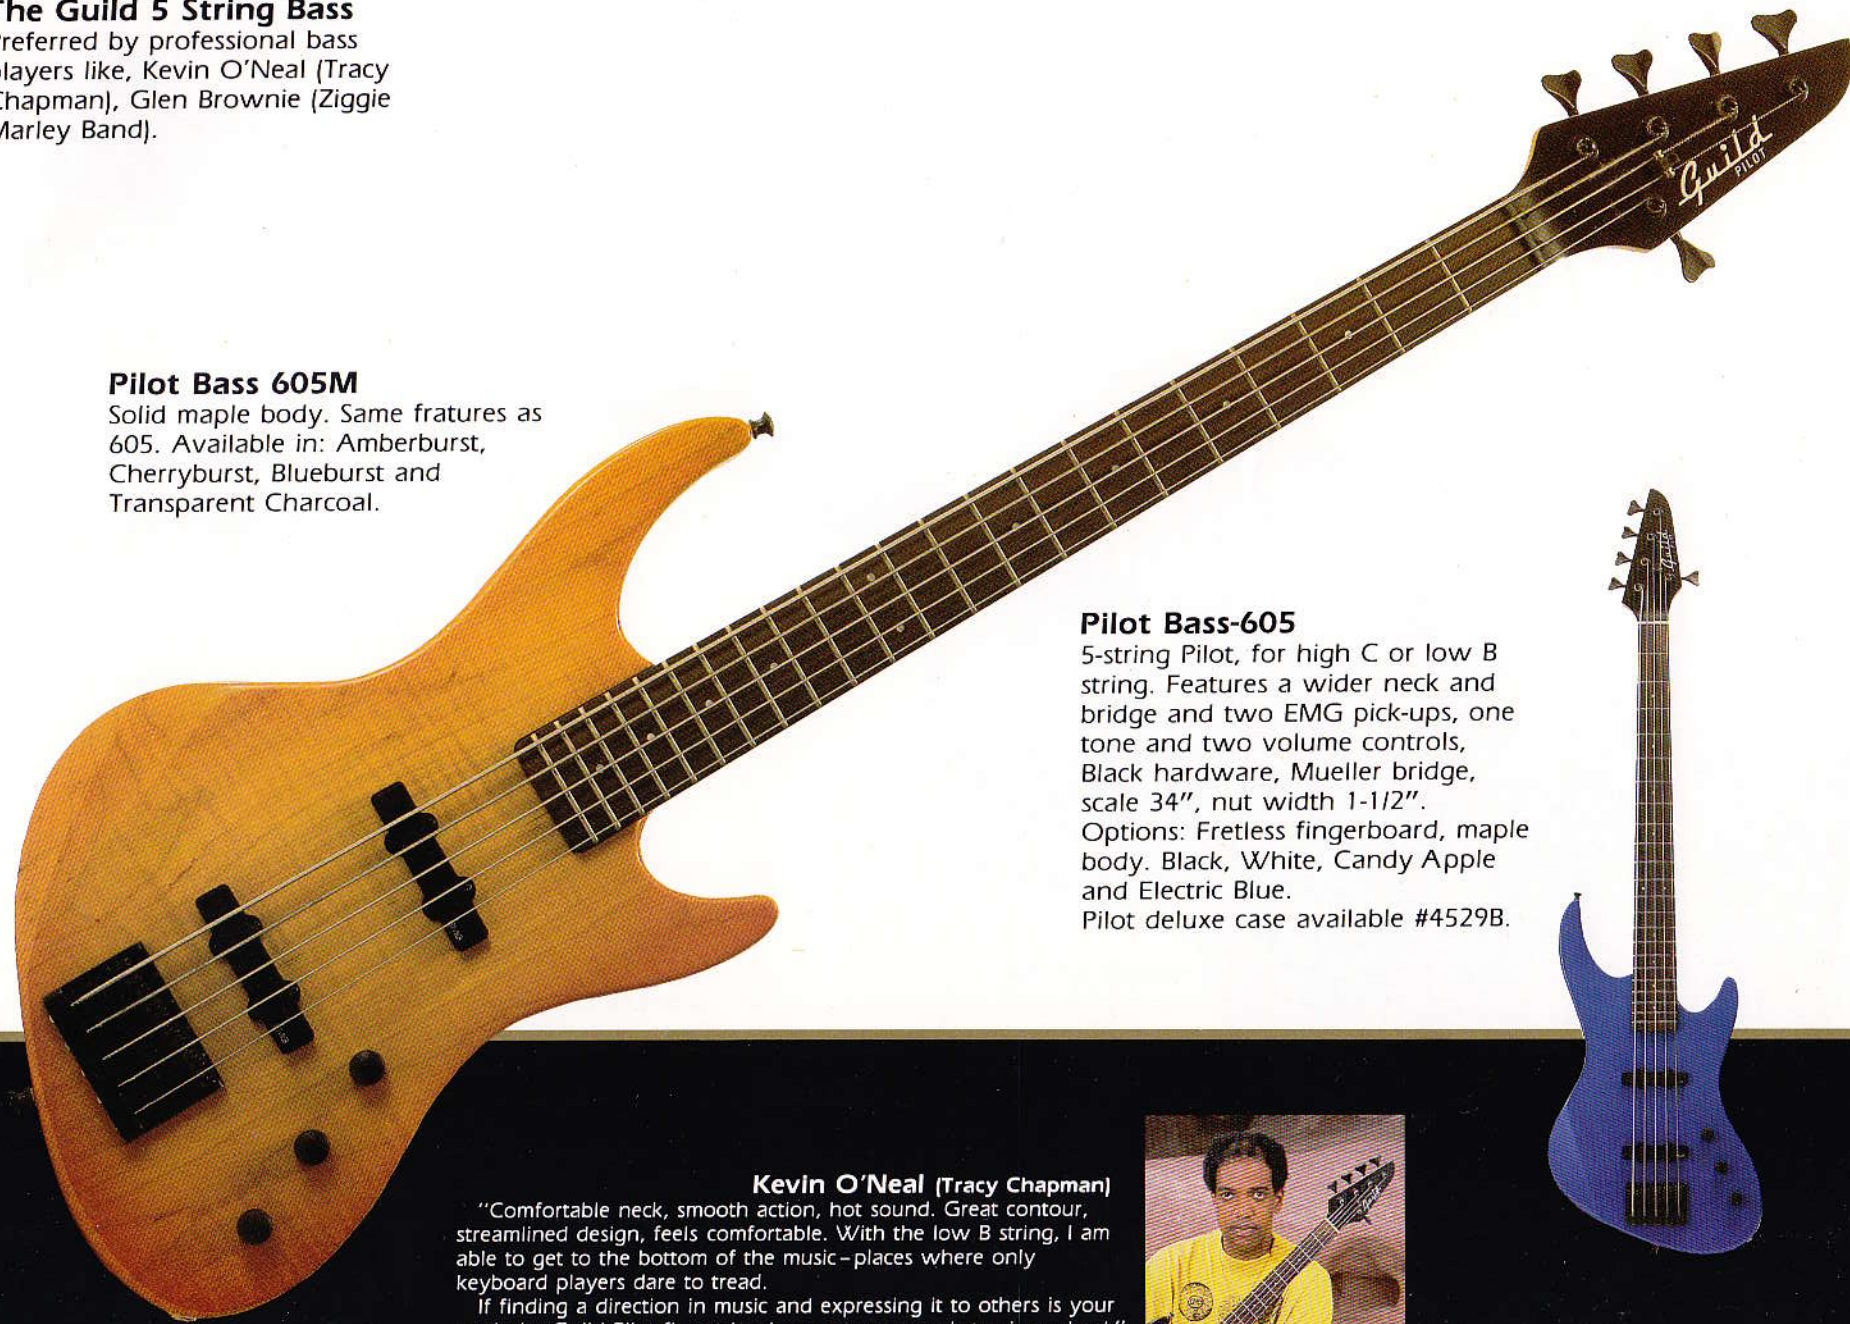 The Guild 5 String Bass
Preferred by professional bass
players like, Kevin O'Neal (Tracy
Chapman), Glen Brownie (Ziggie
Marley Band).
Guild
PILOT
Pilot Bass 605M
Solid maple body. Same fratures as
605. Available in: Amberburst,
Cherryburst, Blueburst and
Transparent Charcoal.
Guild
Pilot Bass-605
5-string Pilot, for high C or low B
string. Features a wider neck and
bridge and two EMG pick-ups, one
tone and two volume controls,
Black hardware, Mueller bridge,
scale 34", nut width 1-1/2".
Options: Fretless fingerboard, maple
body. Black, White, Candy Apple
and Electric Blue.
Pilot deluxe case available #4529B.
Kevin O'Neal (Tracy Chapman)
"Comfortable neck, smooth action, hot sound. Great contour,
streamlined design, feels comfortable. With the low B string, I am
able to get to the bottom of the music–places where only
keyboard players dare to tread.
If finding a direction in music and expressing it to others is your
Guild